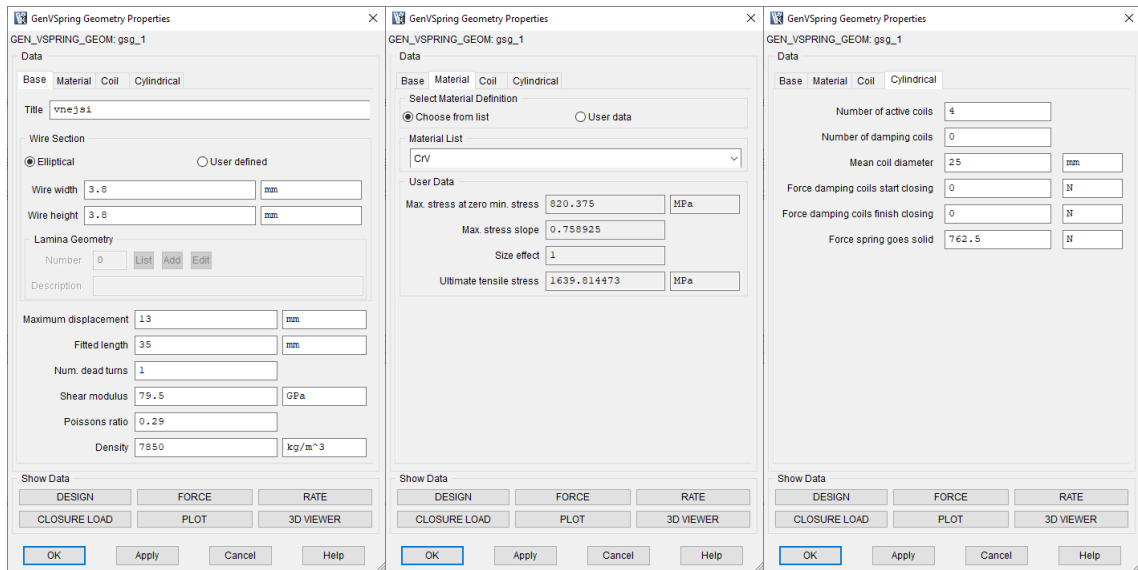 GenVSpring Geometry Properties
GEN_VSPRING_GEOM: gsg_1
Data
Base Material Coil Cylindrical
Title vnejsi
Wire Section
Elliptical User defined
Wire width 3.8 mm
Wire height 3.8 mm
Lamina Geometry
Number 0 List Add Edit
Description
Maximum displacement 13 mm
Fitted length 35 mm
Num. dead turns 1
Shear modulus 79.5 GPa
Poissons ratio 0.29
Density 7850 kg/m^3
Show Data
DESIGN FORCE RATE
CLOSURE LOAD PLOT 3D VIEWER
OK Apply Cancel Help
GenVSpring Geometry Properties
GEN_VSPRING_GEOM: gsg_1
Data
Base Material Coil Cylindrical
Select Material Definition
Choose from list User data
Material List
CrV
User Data
Max. stress at zero min. stress 820.375 MPa
Max. stress slope 0.758925
Size effect 1
Ultimate tensile stress 1639.814473 MPa
Show Data
DESIGN FORCE RATE
CLOSURE LOAD PLOT 3D VIEWER
OK Apply Cancel Help
GenVSpring Geometry Properties
GEN_VSPRING_GEOM: gsg_1
Data
Base Material Coil Cylindrical
Number of active coils 4
Number of damping coils 0
Mean coil diameter 25 mm
Force damping coils start closing 0 N
Force damping coils finish closing 0 N
Force spring goes solid 762.5 N
Show Data
DESIGN FORCE RATE
CLOSURE LOAD PLOT 3D VIEWER
OK Apply Cancel Help